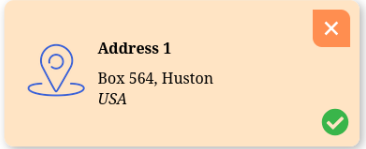 Address 1
Box 564, Huston
USA